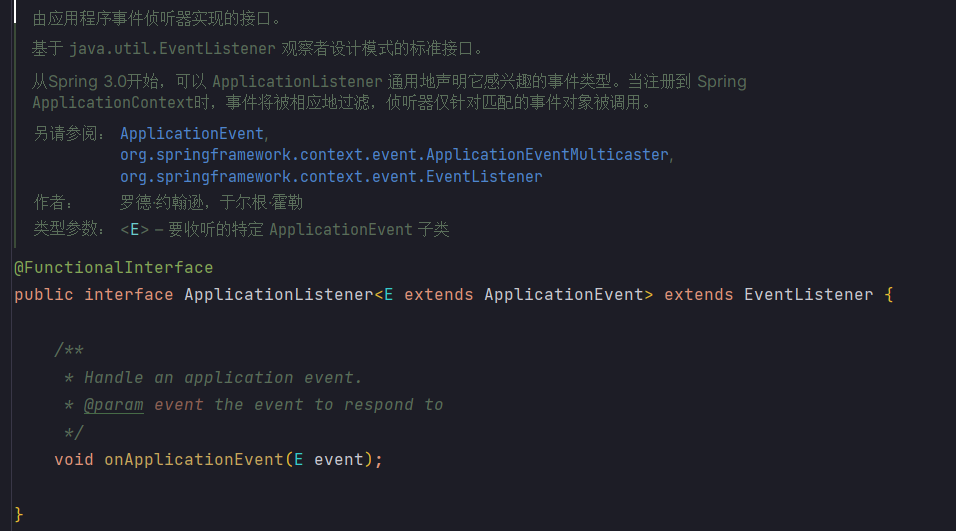 由应用程序事件侦听器实现的接口。
基于 java.util.EventListener 观察者设计模式的标准接口。
从Spring 3.0开始，可以 ApplicationListener 通用地声明它感兴趣的事件类型。当注册到 Spring
ApplicationContext时，事件将被相应地过滤，侦听器仅针对匹配的事件对象被调用。
另请参阅： ApplicationEvent,
org.springframework.context.event.ApplicationEventMulticaster,
org.springframework.context.event.EventListener
作者： 罗德·约翰逊，于尔根·霍勒
类型参数： <E> – 要收听的特定 ApplicationEvent 子类
@FunctionalInterface
public interface ApplicationListener<E extends ApplicationEvent> extends EventListener {
/**
* Handle an application event.
* @param event the event to respond to
*/
void onApplicationEvent(E event);
}